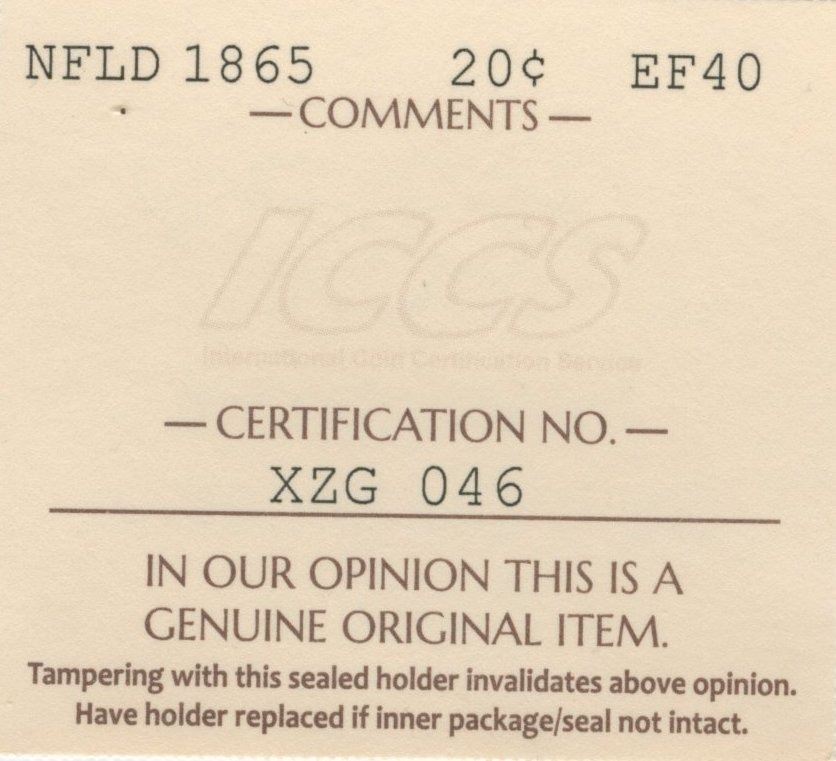 NFLD 1865 20¢ EF40
—COMMENTS—
ICCS
International Coin Certification Service
—CERTIFICATION NO.—
XZG 046
IN OUR OPINION THIS IS A
GENUINE ORIGINAL ITEM.
Tampering with this sealed holder invalidates above opinion.
Have holder replaced if inner package/seal not intact.